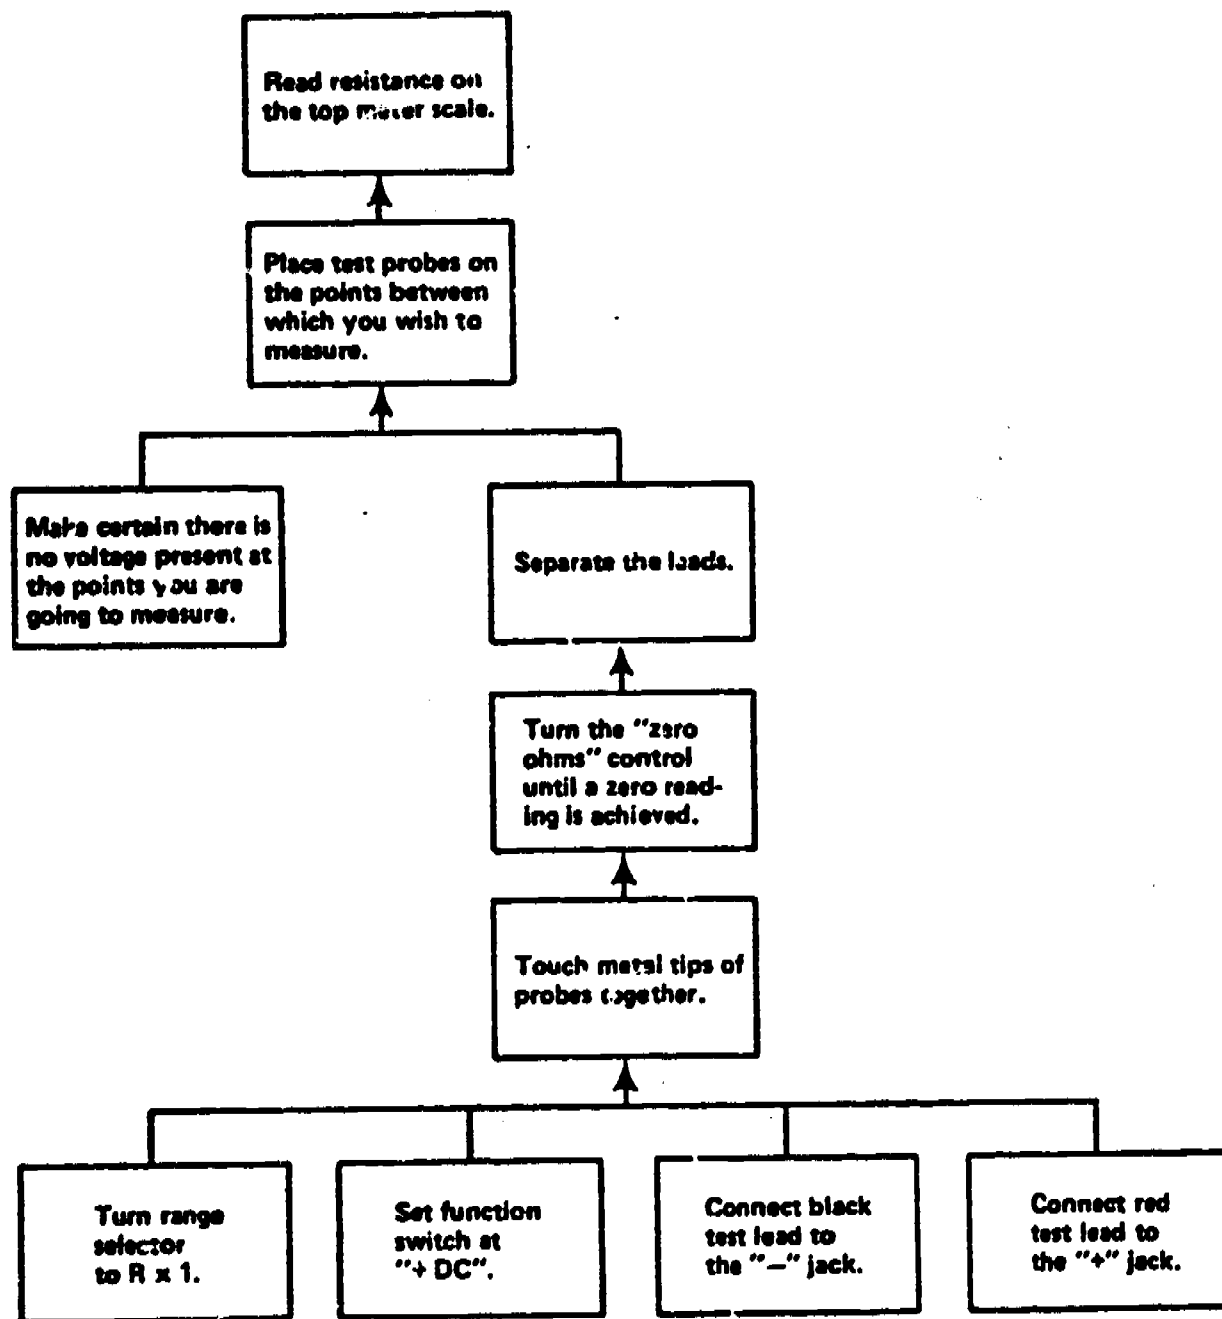 Read resistance on
the top meter scale.
Place test probes on
the points between
which you wish to
measure.
Make certain there is
no voltage present at
the points you are
going to measure.
Separate the leads.
Turn the "zero
ohms" control
until a zero read-
ing is achieved.
Touch metal tips of
probes together.
Turn range
selector
to R x 1.
Set function
switch at
"+ DC".
Connect black
test lead to
the "—" jack.
Connect red
test lead to
the "+" jack.